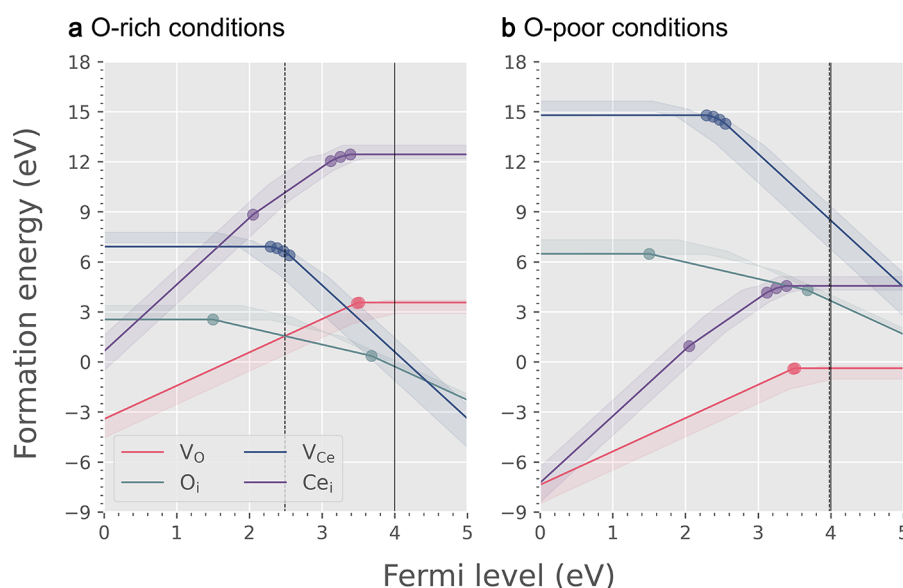 a O-rich conditions
b O-poor conditions
Formation energy (eV)
18
15
12
9
6
3
0
−3
−6
−9
V_O
V_Ce
O_i
Ce_i
0 1 2 3 4 5
18
15
12
9
6
3
0
−3
−6
−9
0 1 2 3 4 5
Fermi level (eV)